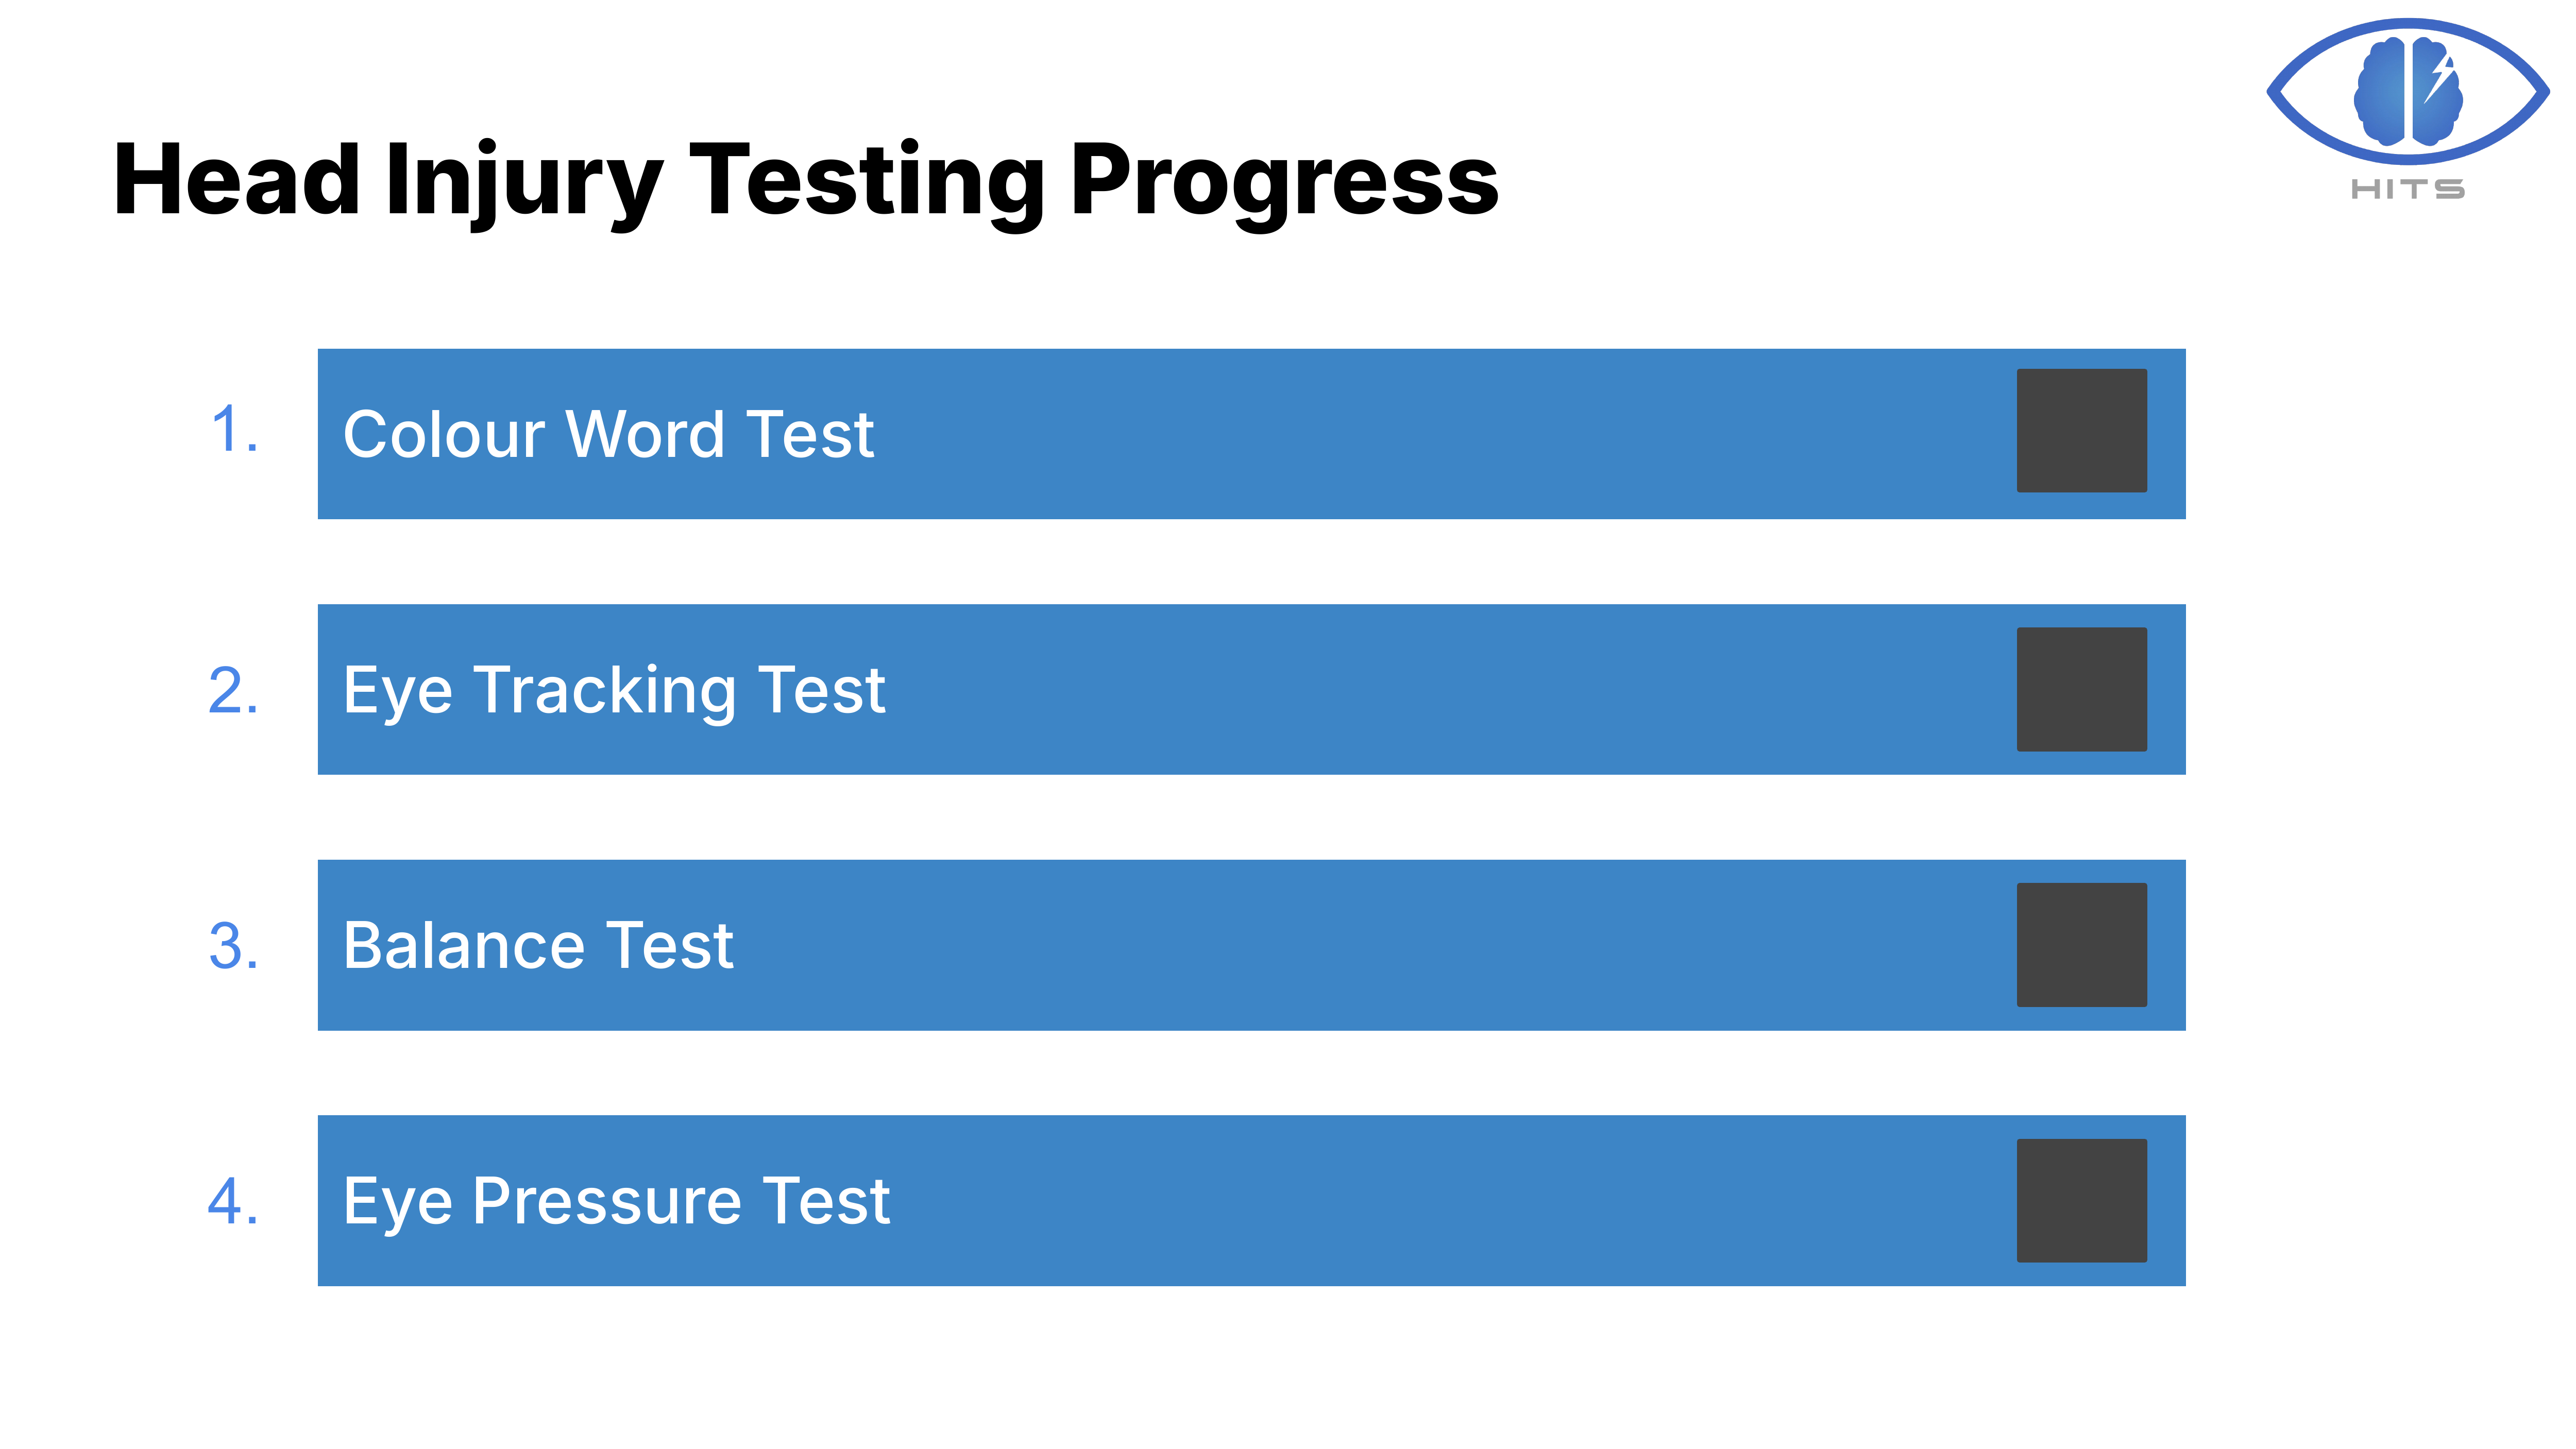 HITS
Head Injury Testing Progress
1. Colour Word Test
2. Eye Tracking Test
3. Balance Test
4. Eye Pressure Test